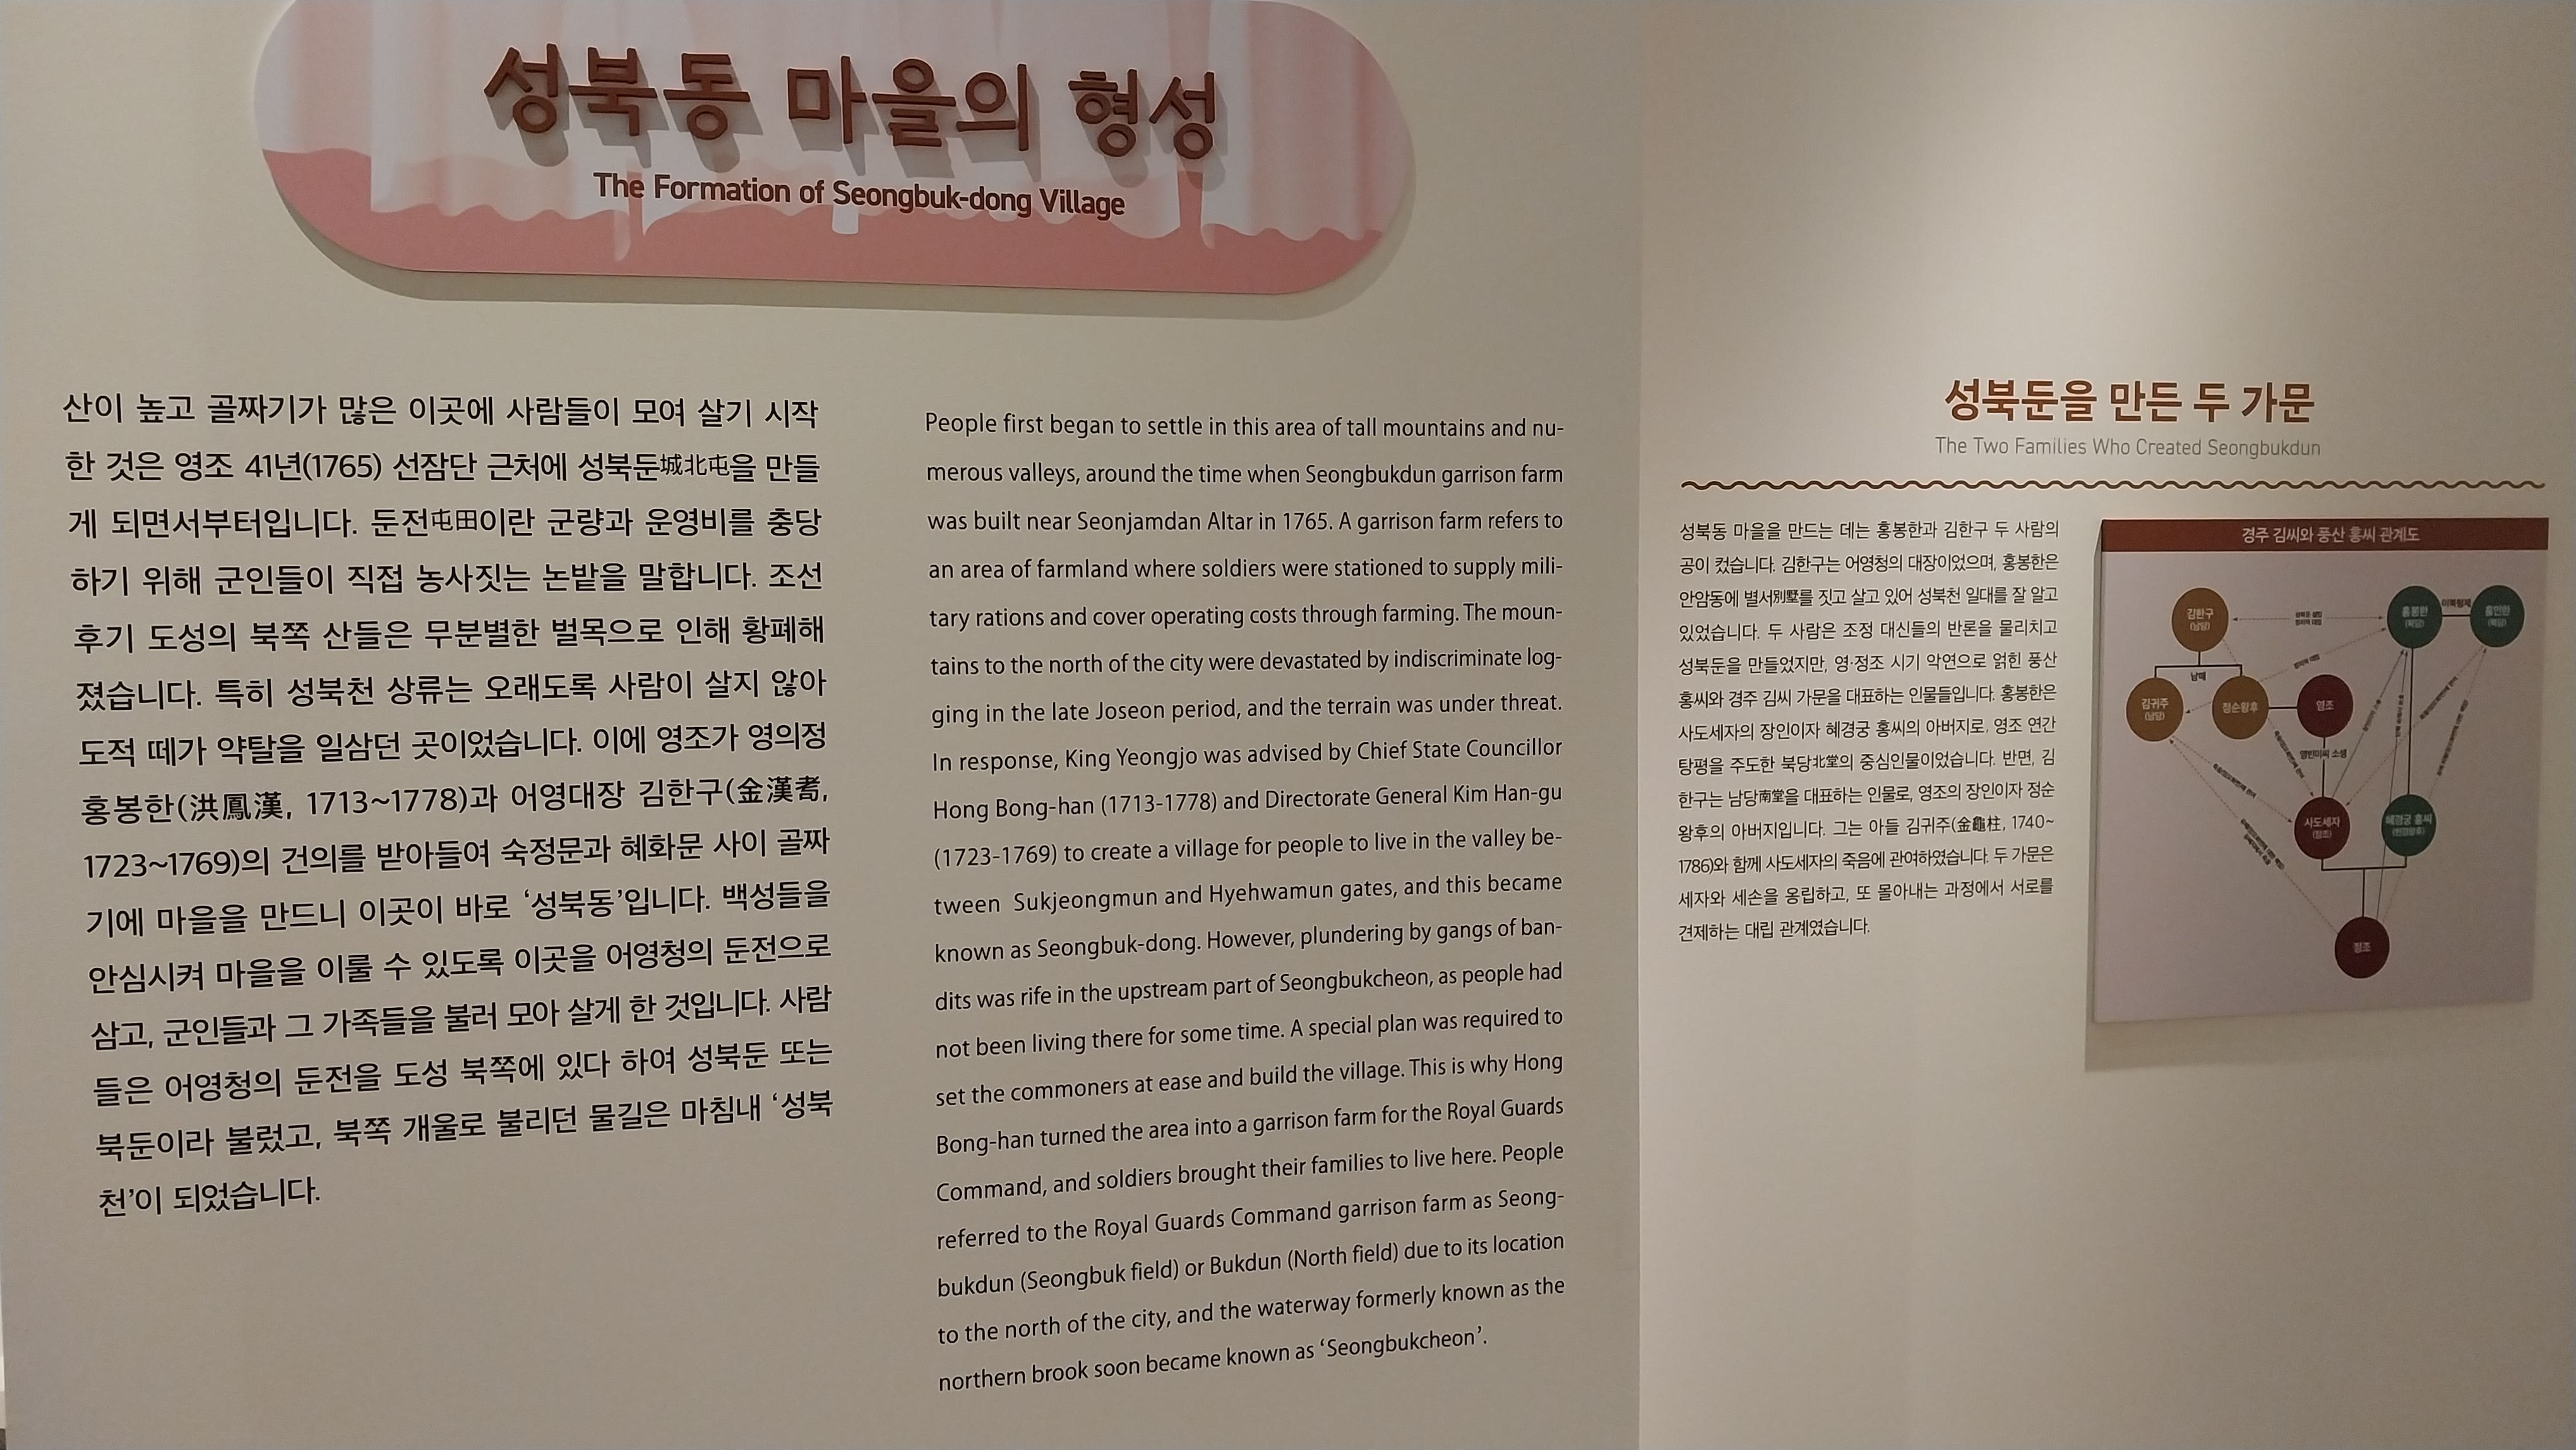 성북동 마을의 형성
The Formation of Seongbuk-dong Village
산이 높고 골짜기가 많은 이곳에 사람들이 모여 살기 시작
한 것은 영조 41년(1765) 선잠단 근처에 성북둔城北屯을 만들
게 되면서부터입니다. 둔전屯田이란 군량과 운영비를 충당
하기 위해 군인들이 직접 농사짓는 논밭을 말합니다. 조선
후기 도성의 북쪽 산들은 무분별한 벌목으로 인해 황폐해
졌습니다. 특히 성북천 상류는 오래도록 사람이 살지 않아
도적 떼가 약탈을 일삼던 곳이었습니다. 이에 영조가 영의정
홍봉한(洪鳳漢, 1713~1778)과 어영대장 김한구(金漢耉,
1723~1769)의 건의를 받아들여 숙정문과 혜화문 사이 골짜
기에 마을을 만드니 이곳이 바로 ‘성북동’입니다. 백성들을
안심시켜 마을을 이룰 수 있도록 이곳을 어영청의 둔전으로
삼고, 군인들과 그 가족들을 불러 모아 살게 한 것입니다. 사람
들은 어영청의 둔전을 도성 북쪽에 있다 하여 성북둔 또는
북둔이라 불렀고, 북쪽 개울로 불리던 물길은 마침내 ‘성북
천’이 되었습니다.
People first began to settle in this area of tall mountains and nu-
merous valleys, around the time when Seongbukdun garrison farm
was built near Seonjamdan Altar in 1765. A garrison farm refers to
an area of farmland where soldiers were stationed to supply mili-
tary rations and cover operating costs through farming. The moun-
tains to the north of the city were devastated by indiscriminate log-
ging in the late Joseon period, and the terrain was under threat.
In response, King Yeongjo was advised by Chief State Councillor
Hong Bong-han (1713-1778) and Directorate General Kim Han-gu
(1723-1769) to create a village for people to live in the valley be-
tween Sukjeongmun and Hyehwamun gates, and this became
known as Seongbuk-dong. However, plundering by gangs of ban-
dits was rife in the upstream part of Seongbukcheon, as people had
not been living there for some time. A special plan was required to
set the commoners at ease and build the village. This is why Hong
Bong-han turned the area into a garrison farm for the Royal Guards
Command, and soldiers brought their families to live here. People
referred to the Royal Guards Command garrison farm as Seong-
bukdun (Seongbuk field) or Bukdun (North field) due to its location
to the north of the city, and the waterway formerly known as the
northern brook soon became known as ‘Seongbukcheon’.
성북둔을 만든 두 가문
The Two Families Who Created Seongbukdun
성북동 마을을 만드는 데는 홍봉한과 김한구 두 사람의
공이 컸습니다. 김한구는 어영청의 대장이었으며, 홍봉한은
안암동에 별서別墅를 짓고 살고 있어 성북천 일대를 잘 알고
있었습니다. 두 사람은 조정 대신들의 반론을 물리치고
성북둔을 만들었지만, 영·정조 시기 악연으로 얽힌 풍산
홍씨와 경주 김씨 가문을 대표하는 인물들입니다. 홍봉한은
사도세자의 장인이자 혜경궁 홍씨의 아버지로, 영조 연간
탕평을 주도한 북당北堂의 중심인물이었습니다. 반면, 김
한구는 남당南堂을 대표하는 인물로, 영조의 장인이자 정순
왕후의 아버지입니다. 그는 아들 김귀주(金龜柱, 1740~
1786)와 함께 사도세자의 죽음에 관여하였습니다. 두 가문은
세자와 세손을 옹립하고, 또 몰아내는 과정에서 서로를
견제하는 대립 관계였습니다.
경주 김씨와 풍산 홍씨 관계도
김한구
(남당)
홍봉한
(북당)
이복형제
홍인한
(북당)
남매
김귀주
(남당)
정순왕후
영조
영빈이씨 소생
사도세자
(장조)
혜경궁 홍씨
(헌경왕후)
정조